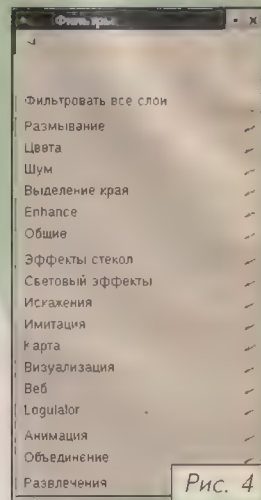 Фильтры
Фильтровать все слои
Размывание
Цвета
Шум
Выделение края
Enhance
Общие
Эффекты стекол
Световый эффекты
Искажения
Имитация
Карта
Визуализация
Веб
Logulator
Анимация
Объединение
Развлечения
Рис. 4